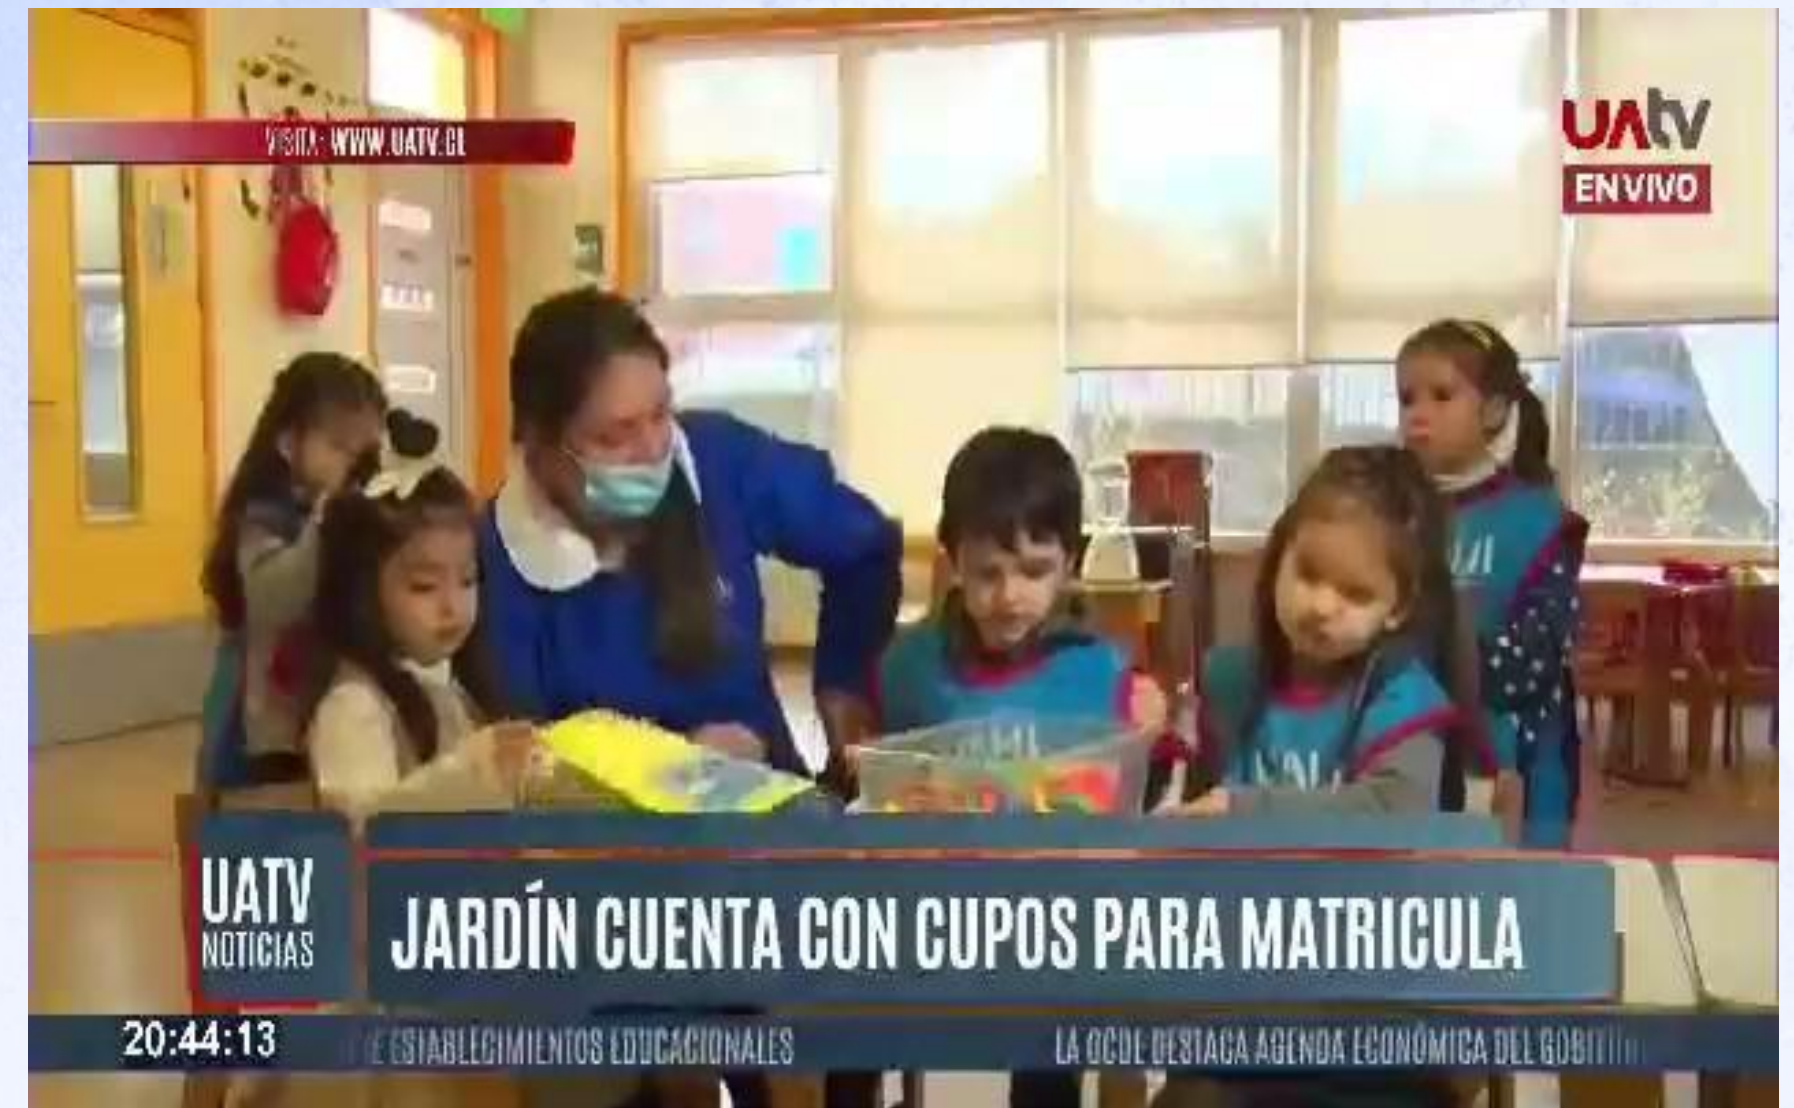 VISITA: WWW.UATV.CL
UAtv
EN VIVO
UATV
NOTICIAS
JARDÍN CUENTA CON CUPOS PARA MATRICULA
20:44:13
ESTABLECIMIENTOS EDUCACIONALES
LA OCDE DESTACA AGENDA ECONÓMICA DEL